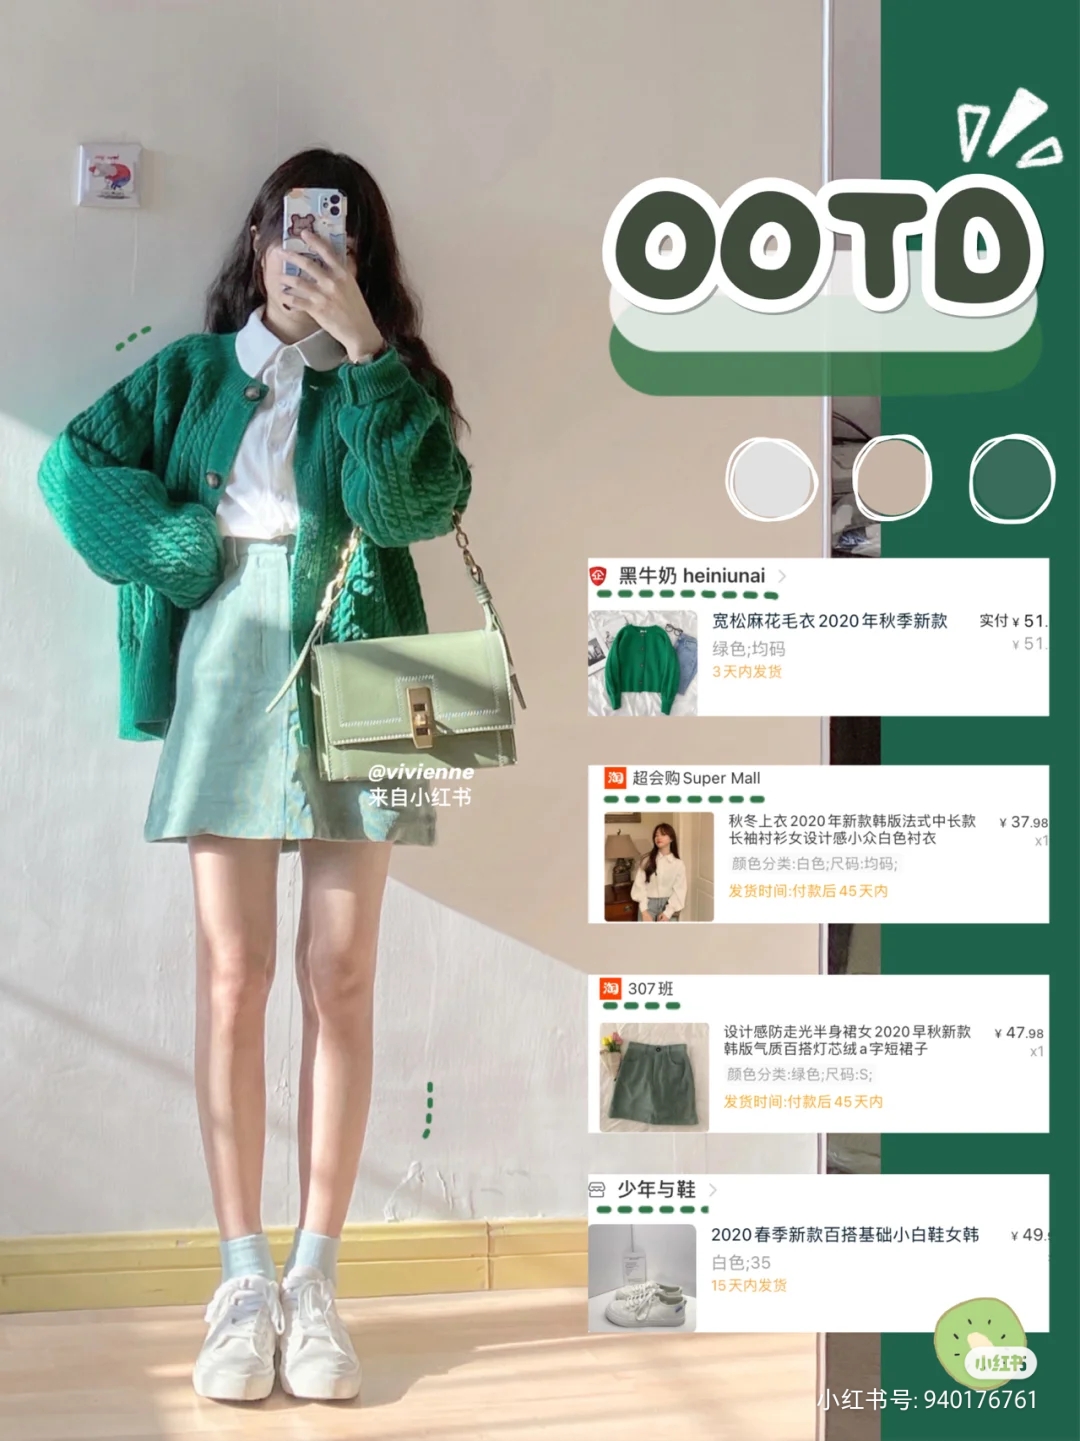 OOTD
企 黑牛奶 heiniunai
宽松麻花毛衣2020年秋季新款 实付 ¥ 51.
绿色;均码 ¥ 51.
3天内发货
@vivienne
来自小红书
淘 超会购Super Mall
秋冬上衣2020年新款韩版法式中长款 ¥ 37.98
长袖衬衫女设计感小众白色衬衣 x1
颜色分类:白色;尺码:均码;
发货时间:付款后45天内
淘 307班
设计感防走光半身裙女2020早秋新款 ¥ 47.98
韩版气质百搭灯芯绒a字短裙子 x1
颜色分类:绿色;尺码:S;
发货时间:付款后45天内
少年与鞋
2020春季新款百搭基础小白鞋女韩 ¥ 49.
白色;35
15天内发货
小红书
小红书号: 940176761